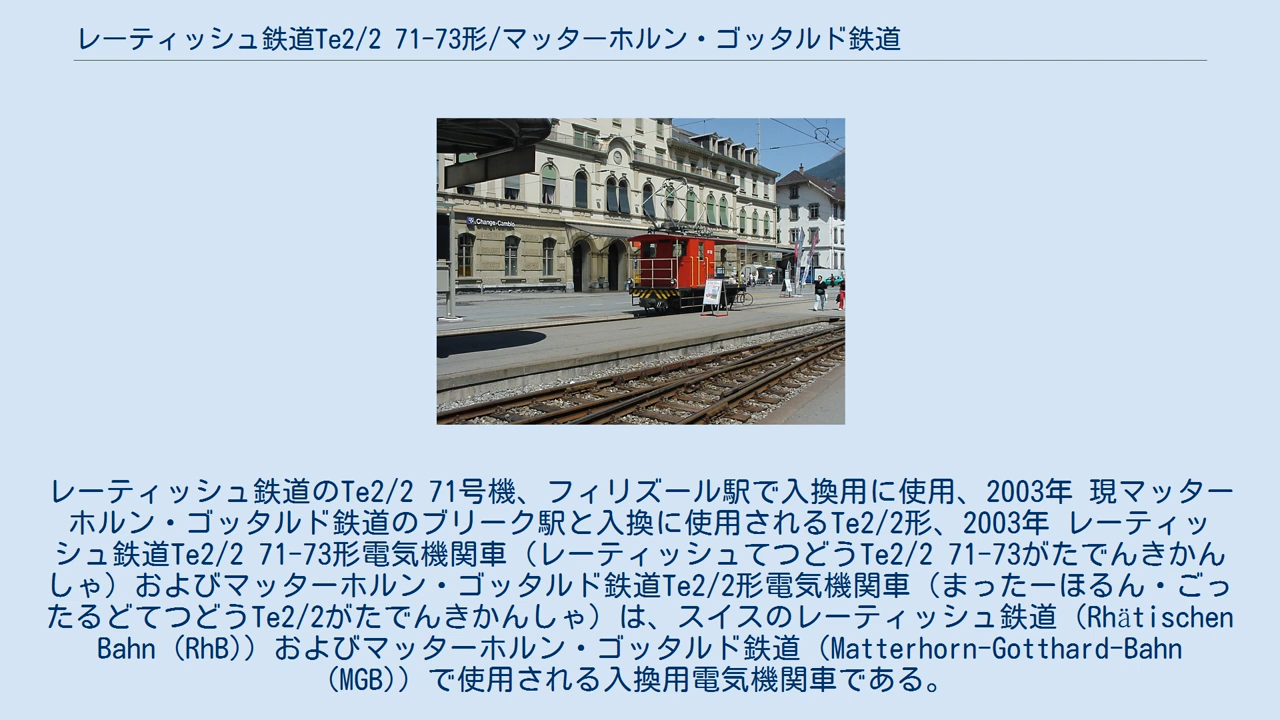 レーティッシュ鉄道Te2/2 71-73形/マッターホルン・ゴッタルド鉄道
Change-Cambio
レーティッシュ鉄道のTe2/2 71号機、フィリズール駅で入換用に使用、2003年 現マッター
ホルン・ゴッタルド鉄道のブリーク駅と入換に使用されるTe2/2形、2003年 レーティッ
シュ鉄道Te2/2 71-73形電気機関車（レーティッシュてつどうTe2/2 71-73がたでんきかん
しゃ）およびマッターホルン・ゴッタルド鉄道Te2/2形電気機関車（まったーほるん・ごっ
たるどてつどうTe2/2がたでんきかんしゃ）は、スイスのレーティッシュ鉄道（Rhätischen
Bahn（RhB））およびマッターホルン・ゴッタルド鉄道（Matterhorn-Gotthard-Bahn
（MGB））で使用される入換用電気機関車である。